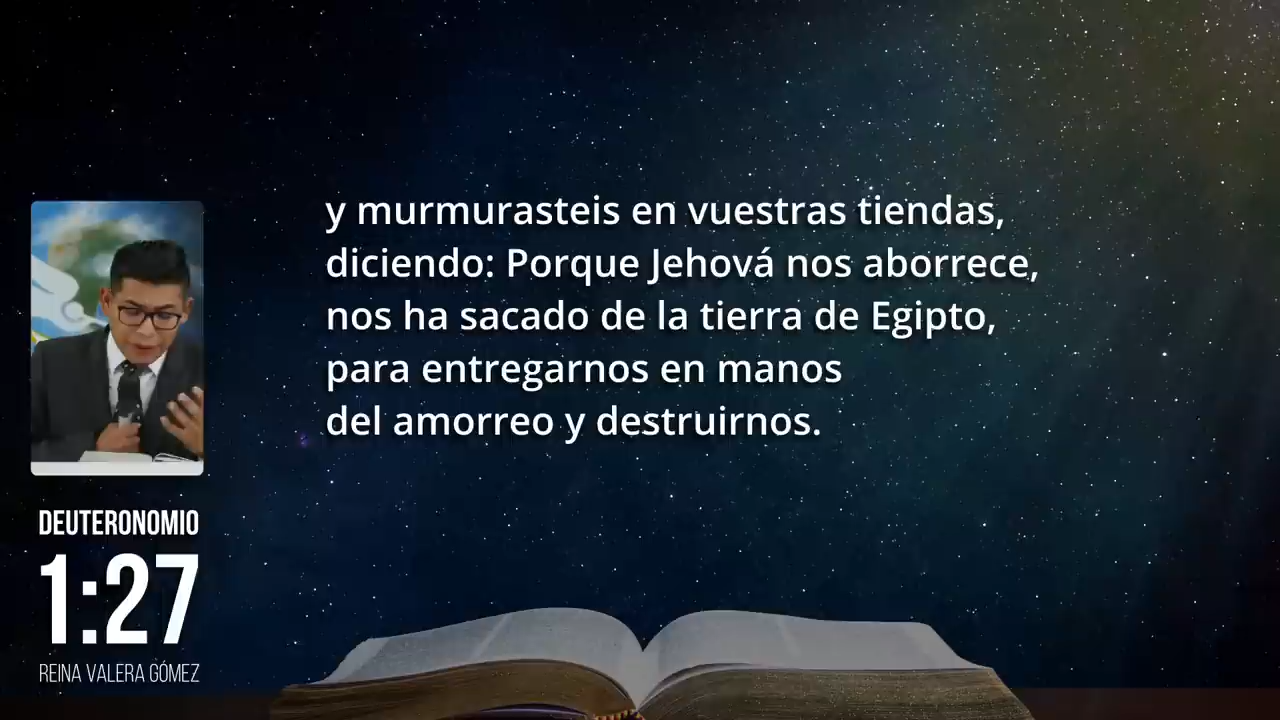 y murmurasteis en vuestras tiendas,
diciendo: Porque Jehová nos aborrece,
nos ha sacado de la tierra de Egipto,
para entregarnos en manos
del amorreo y destruirnos.
DEUTERONOMIO
1:27
REINA VALERA GÓMEZ